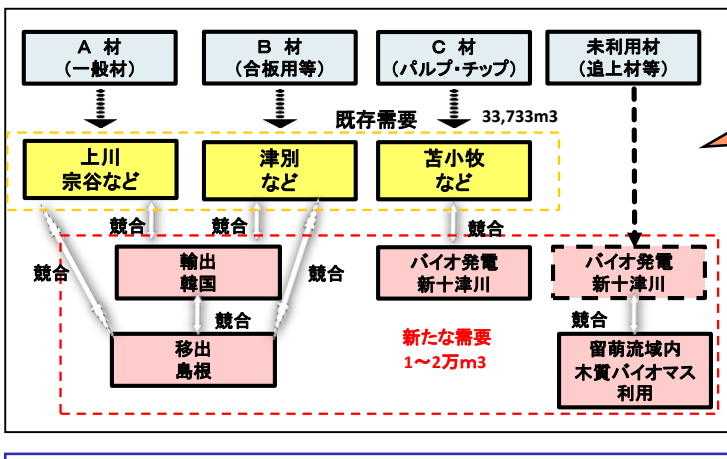 A 材
(一般材)
B 材
(合板用等)
C 材
(パルプ・チップ)
未利用材
(追上材等)
既存需要
33,733m3
上川
宗谷など
津別
など
苫小牧
など
競合
競合
競合
競合
競合
輸出
韓国
バイオ発電
新十津川
バイオ発電
新十津川
競合
競合
移出
島根
新たな需要
1~2万m3
留萌流域内
木質バイオマス
利用